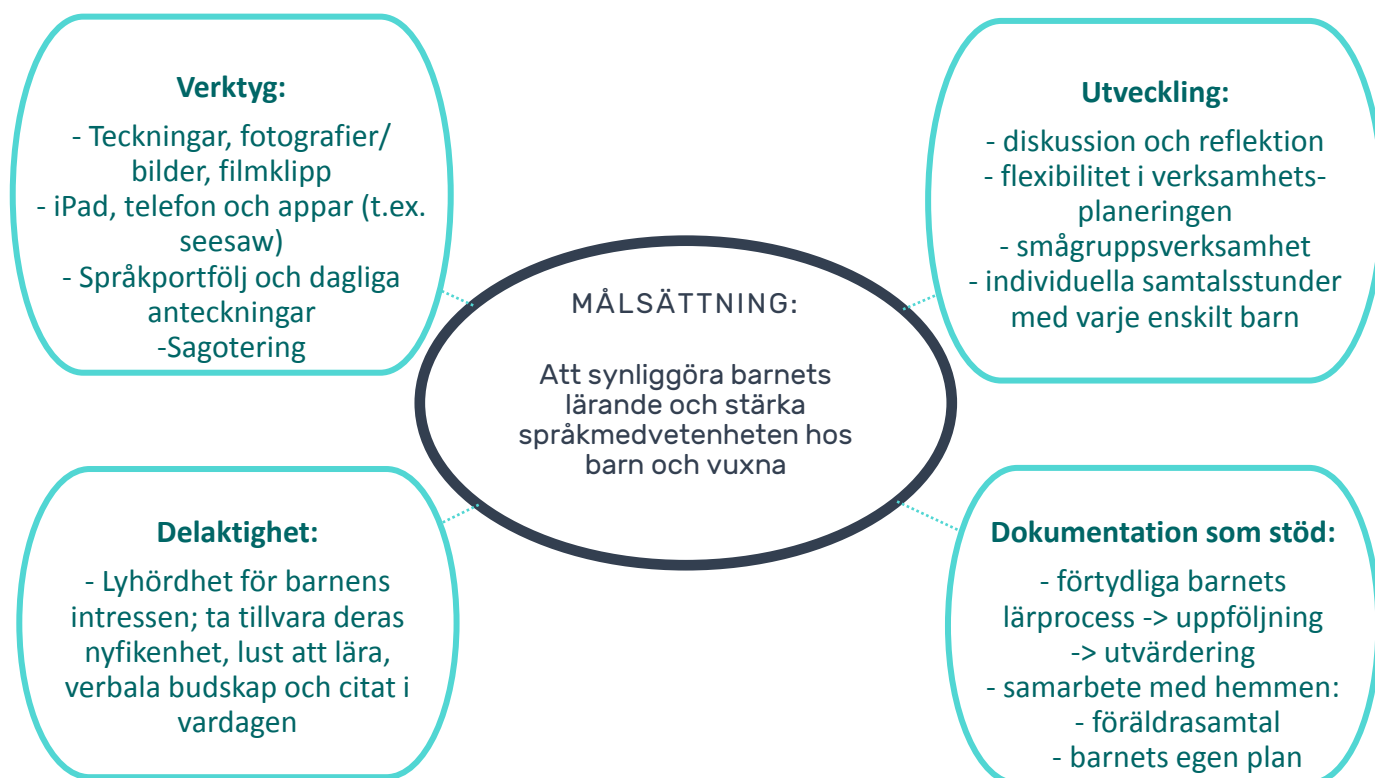 Verktyg:
- Teckningar, fotografier/
bilder, filmklipp
- iPad, telefon och appar (t.ex.
seesaw)
- Språkportfölj och dagliga
anteckningar
-Sagotering
Utveckling:
- diskussion och reflektion
- flexibilitet i verksamhets-
planeringen
- smågruppsverksamhet
- individuella samtalsstunder
med varje enskilt barn
MÅLSÄTTNING:
Att synliggöra barnets
lärande och stärka
språkmedvetenheten hos
barn och vuxna
Delaktighet:
- Lyhördhet för barnens
intressen; ta tillvara deras
nyfikenhet, lust att lära,
verbala budskap och citat i
vardagen
Dokumentation som stöd:
- förtydliga barnets
lärprocess -> uppföljning
-> utvärdering
- samarbete med hemmen:
- föräldrasamtal
- barnets egen plan